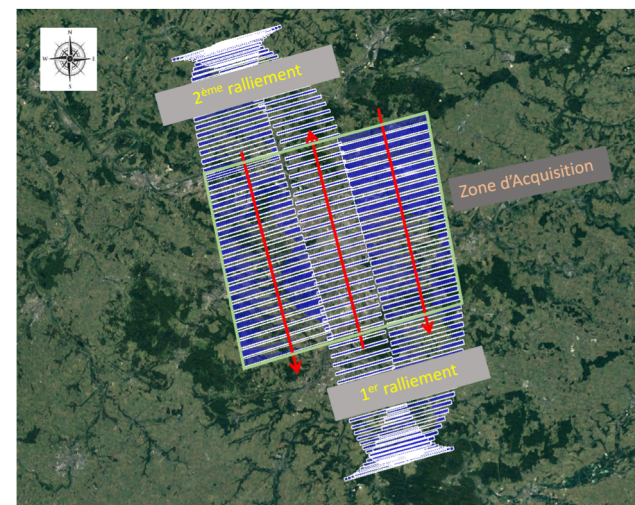 N
W
E
S
2ème ralliement
Zone d'Acquisition
1er ralliement